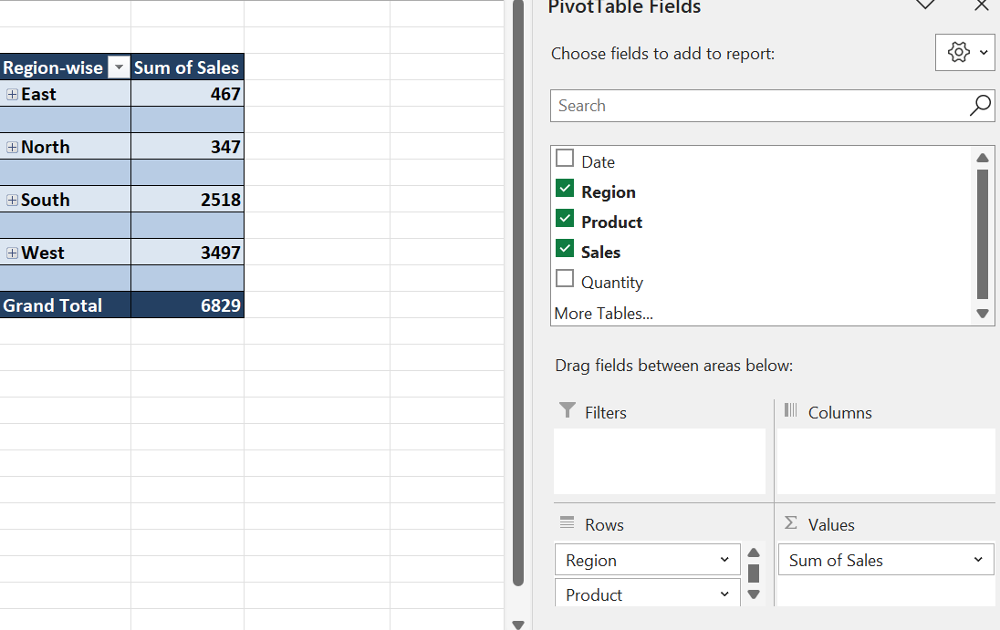 Region-wise Sum of Sales
East 467
North 347
South 2518
West 3497
Grand Total 6829
PivotTable Fields
Choose fields to add to report:
Search
Date
Region
Product
Sales
Quantity
More Tables...
Drag fields between areas below:
Filters
Columns
Rows
Region
Product
Values
Sum of Sales